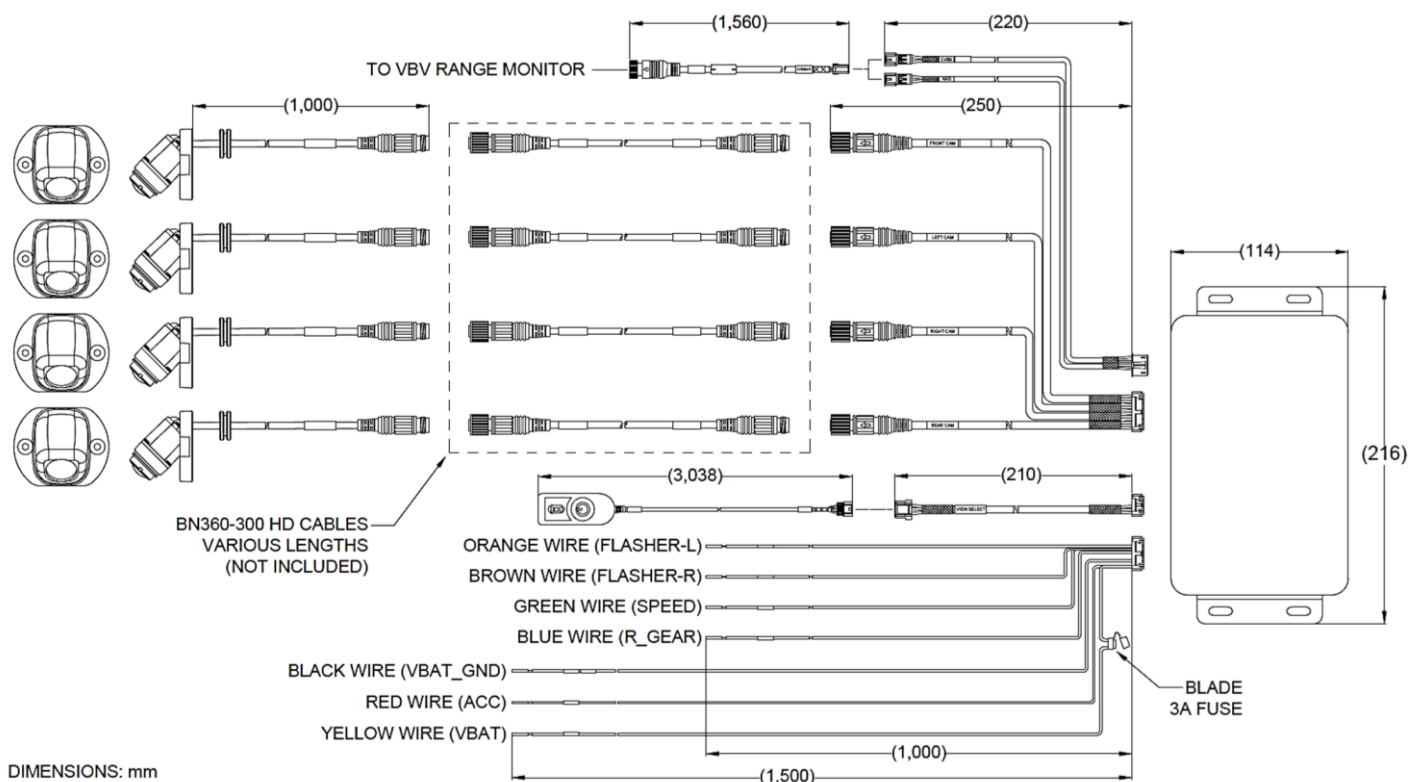 (1,560)
(220)
TO VBV RANGE MONITOR
CVBS
(1,000)
(250)
FRONT CAM
LEFT CAM
(114)
RIGHT CAM
REAR CAM
(216)
(3,038)
(210)
VIEW SELECT
BN360-300 HD CABLES
VARIOUS LENGTHS
(NOT INCLUDED)
ORANGE WIRE (FLASHER-L)
BROWN WIRE (FLASHER-R)
GREEN WIRE (SPEED)
BLUE WIRE (R_GEAR)
BLACK WIRE (VBAT_GND)
RED WIRE (ACC)
YELLOW WIRE (VBAT)
BLADE
3A FUSE
(1,000)
(1,500)
DIMENSIONS: mm